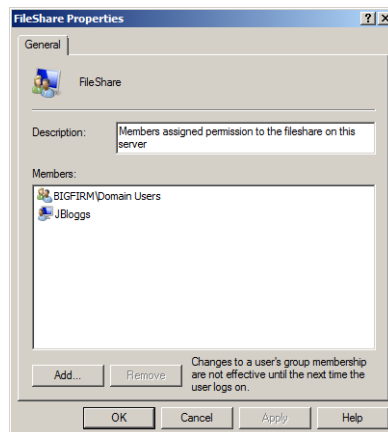 FileShare Properties
General
FileShare
Description:
Members assigned permission to the fileshare on this
server
Members:
BIGFIRM\Domain Users
JBloggs
Add...
Remove
Changes to a user's group membership
are not effective until the next time the
user logs on.
OK
Cancel
Apply
Help